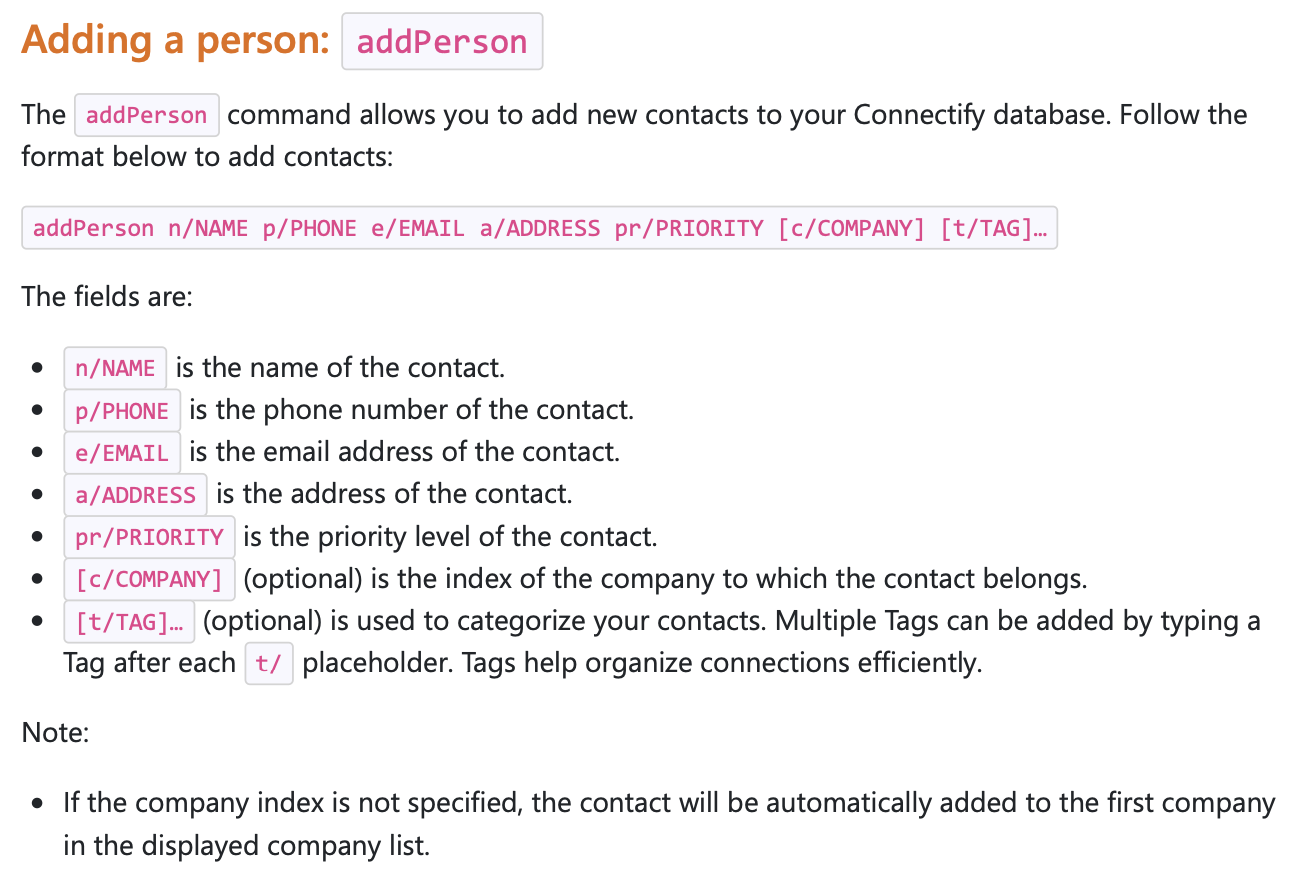 Adding a person: addPerson
The addPerson command allows you to add new contacts to your Connectify database. Follow the
format below to add contacts:
addPerson n/NAME p/PHONE e/EMAIL a/ADDRESS pr/PRIORITY [c/COMPANY] [t/TAG]…
The fields are:
• n/NAME is the name of the contact.
• p/PHONE is the phone number of the contact.
• e/EMAIL is the email address of the contact.
• a/ADDRESS is the address of the contact.
• pr/PRIORITY is the priority level of the contact.
• [c/COMPANY] (optional) is the index of the company to which the contact belongs.
• [t/TAG]… (optional) is used to categorize your contacts. Multiple Tags can be added by typing a
Tag after each t/ placeholder. Tags help organize connections efficiently.
Note:
• If the company index is not specified, the contact will be automatically added to the first company
in the displayed company list.